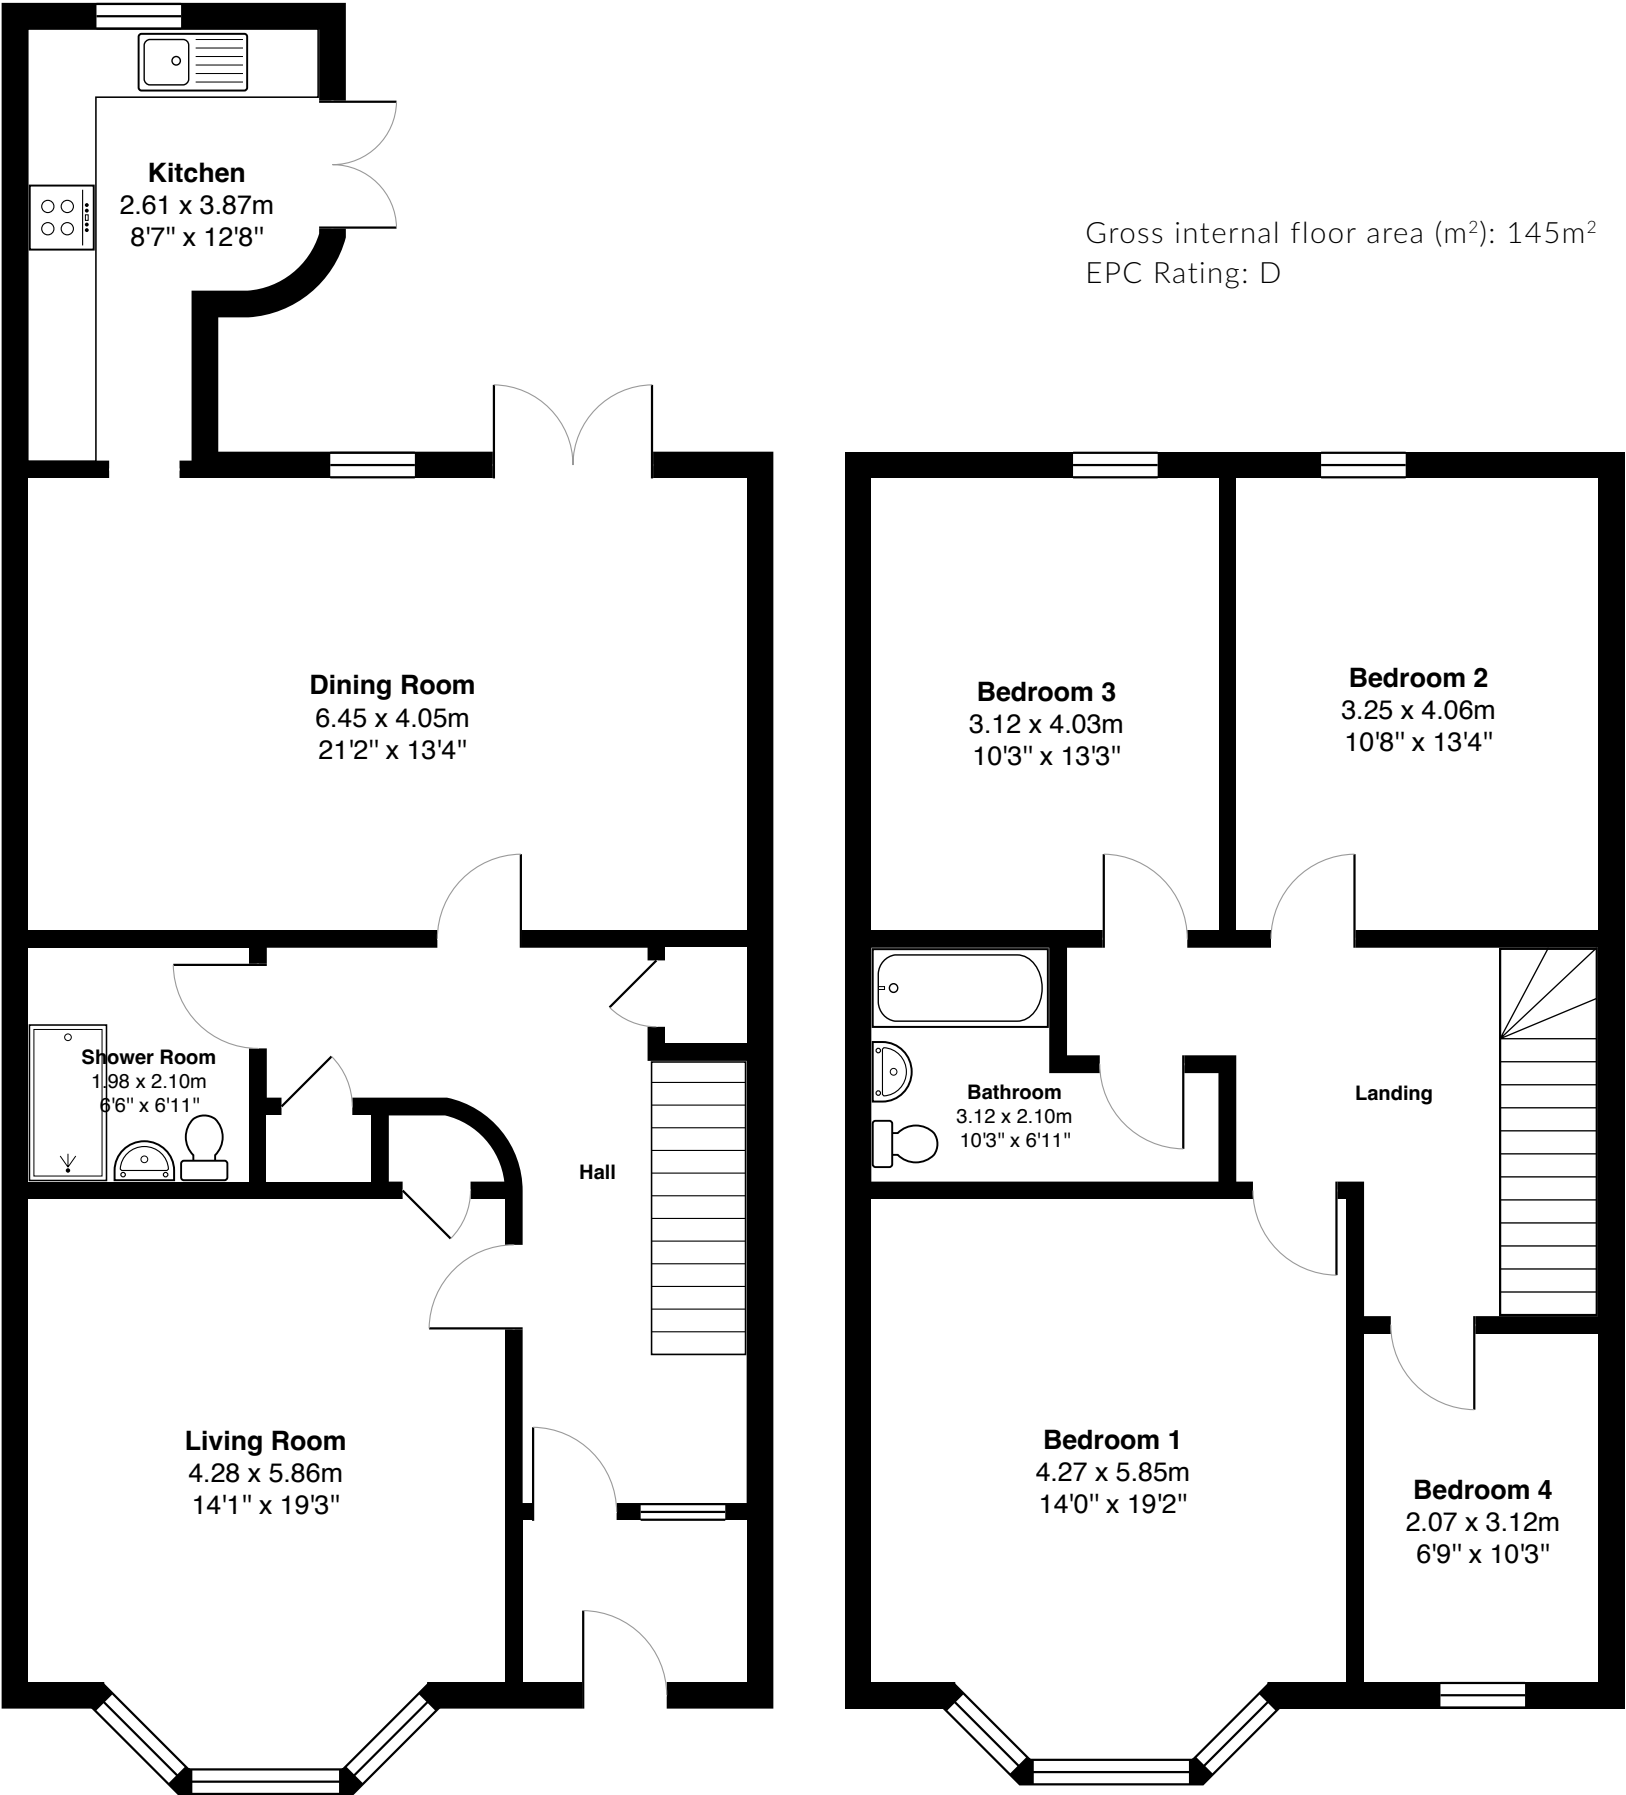 Kitchen
2.61 x 3.87m
8'7" x 12'8"
Gross internal floor area (m²): 145m²
EPC Rating: D
Dining Room
6.45 x 4.05m
21'2" x 13'4"
Bedroom 3
3.12 x 4.03m
10'3" x 13'3"
Bedroom 2
3.25 x 4.06m
10'8" x 13'4"
Shower Room
1.98 x 2.10m
6'6" x 6'11"
Hall
Bathroom
3.12 x 2.10m
10'3" x 6'11"
Landing
Living Room
4.28 x 5.86m
14'1" x 19'3"
Bedroom 1
4.27 x 5.85m
14'0" x 19'2"
Bedroom 4
2.07 x 3.12m
6'9" x 10'3"